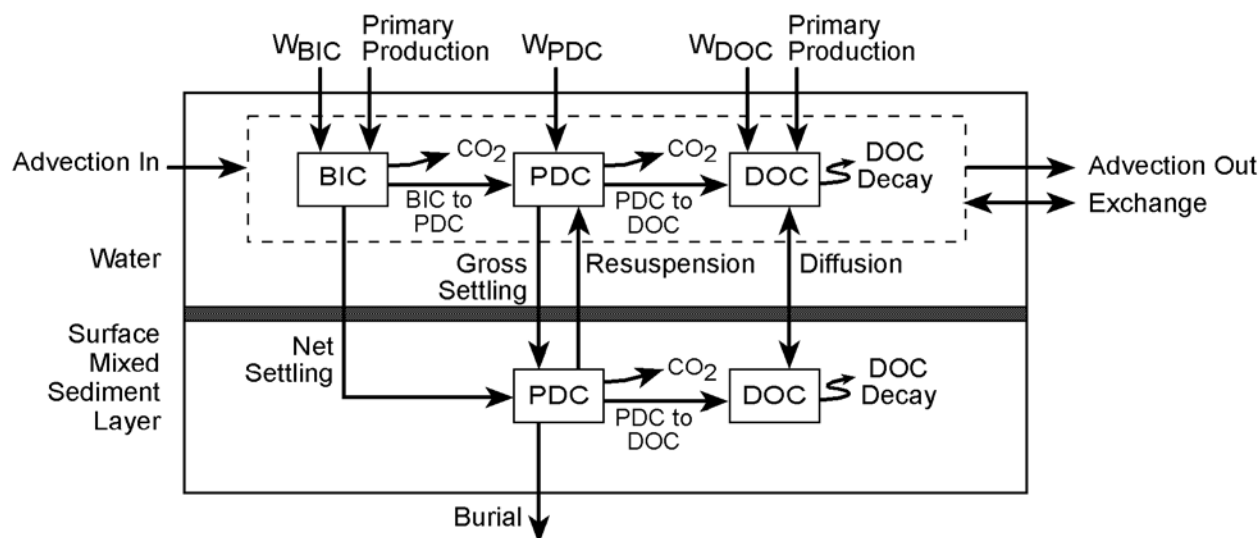 W_BIC
Primary
Production
W_PDC
W_DOC
Primary
Production
Advection In
BIC
CO₂
BIC to
PDC
PDC
CO₂
PDC to
DOC
DOC
DOC
Decay
Advection Out
Exchange
Water
Gross
Settling
Resuspension
Diffusion
Surface
Mixed
Sediment
Layer
Net
Settling
PDC
CO₂
PDC to
DOC
DOC
DOC
Decay
Burial